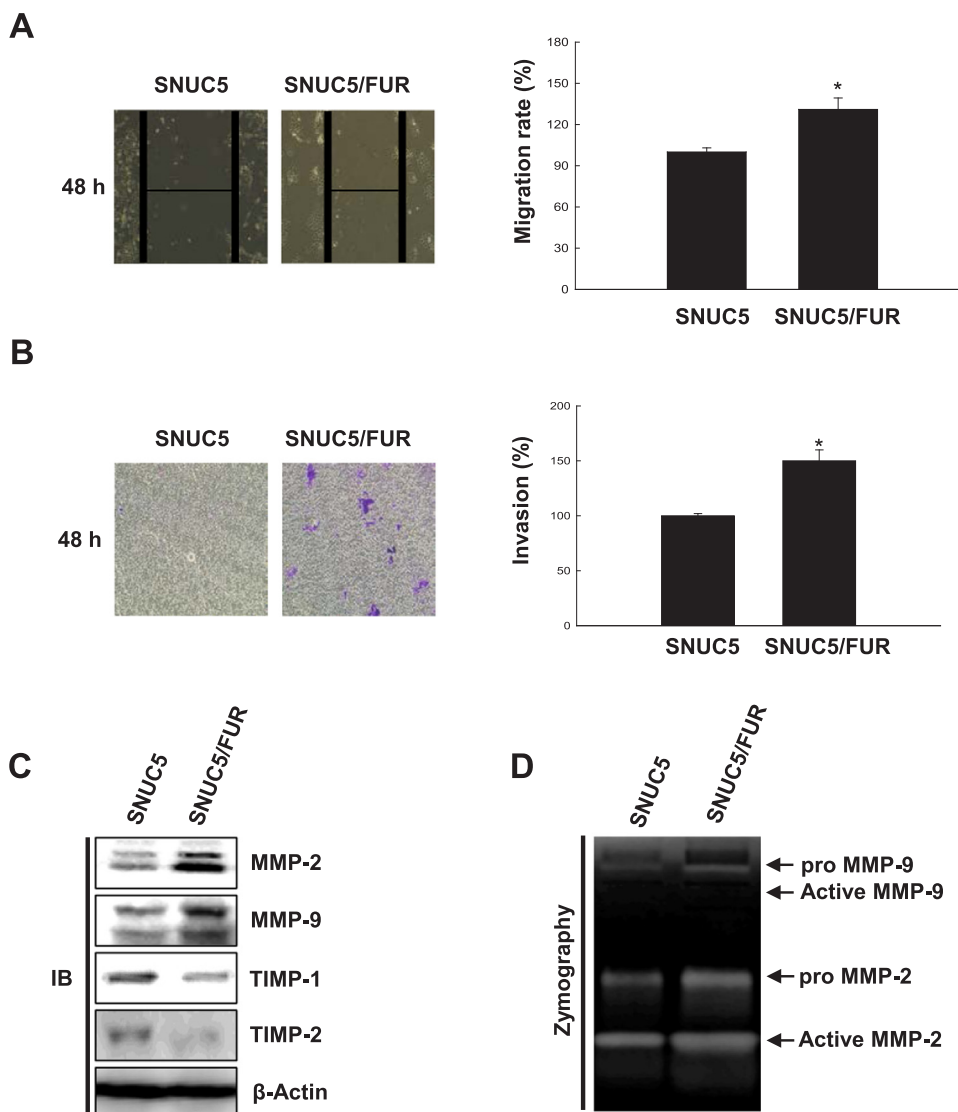 A
SNUC5
SNUC5/FUR
48 h
Migration rate (%)
180
150
120
90
60
30
0
*
SNUC5
SNUC5/FUR
B
SNUC5
SNUC5/FUR
48 h
Invasion (%)
200
150
100
50
0
*
SNUC5
SNUC5/FUR
C
SNUC5
SNUC5/FUR
IB
MMP-2
MMP-9
TIMP-1
TIMP-2
β-Actin
D
SNUC5
SNUC5/FUR
Zymography
pro MMP-9
Active MMP-9
pro MMP-2
Active MMP-2